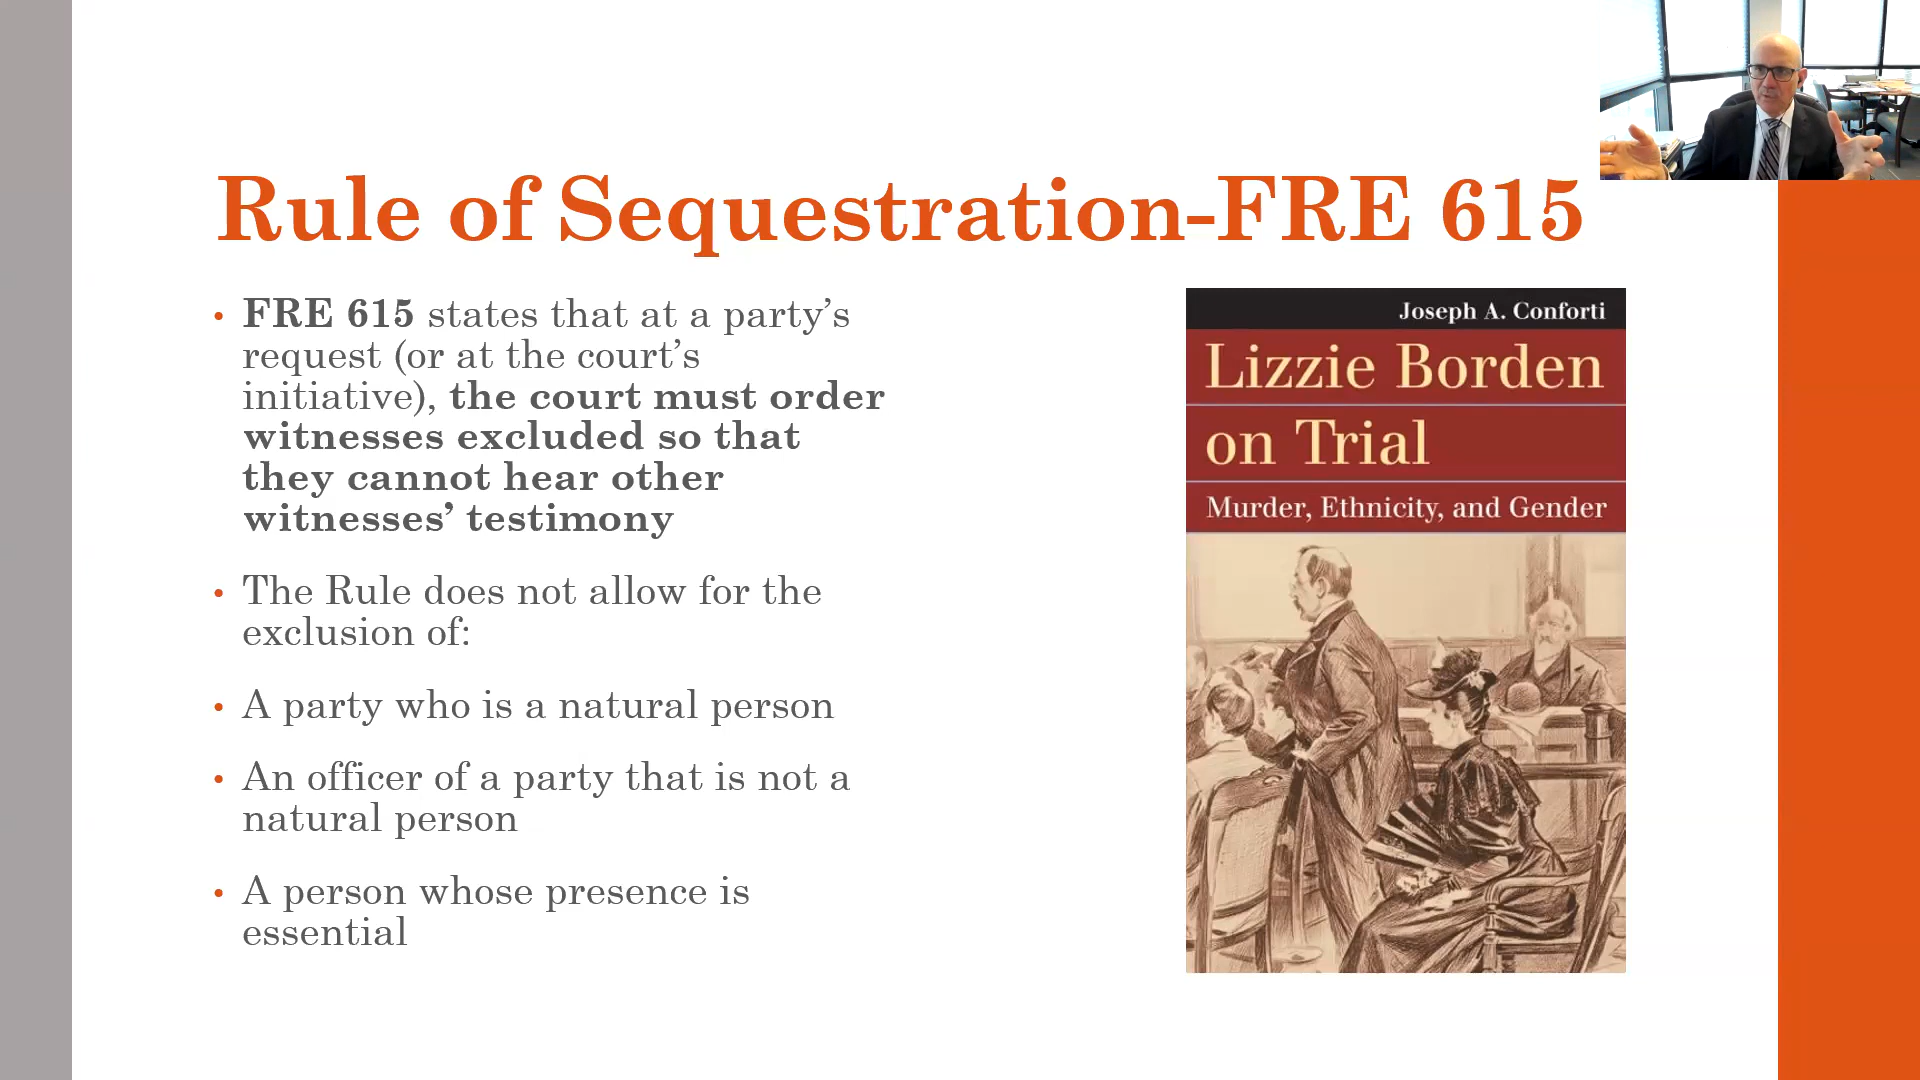 Rule of Sequestration-FRE 615
• FRE 615 states that at a party’s
request (or at the court’s
initiative), the court must order
witnesses excluded so that
they cannot hear other
witnesses’ testimony
• The Rule does not allow for the
exclusion of:
• A party who is a natural person
• An officer of a party that is not a
natural person
• A person whose presence is
essential
Joseph A. Conforti
Lizzie Borden
on Trial
Murder, Ethnicity, and Gender